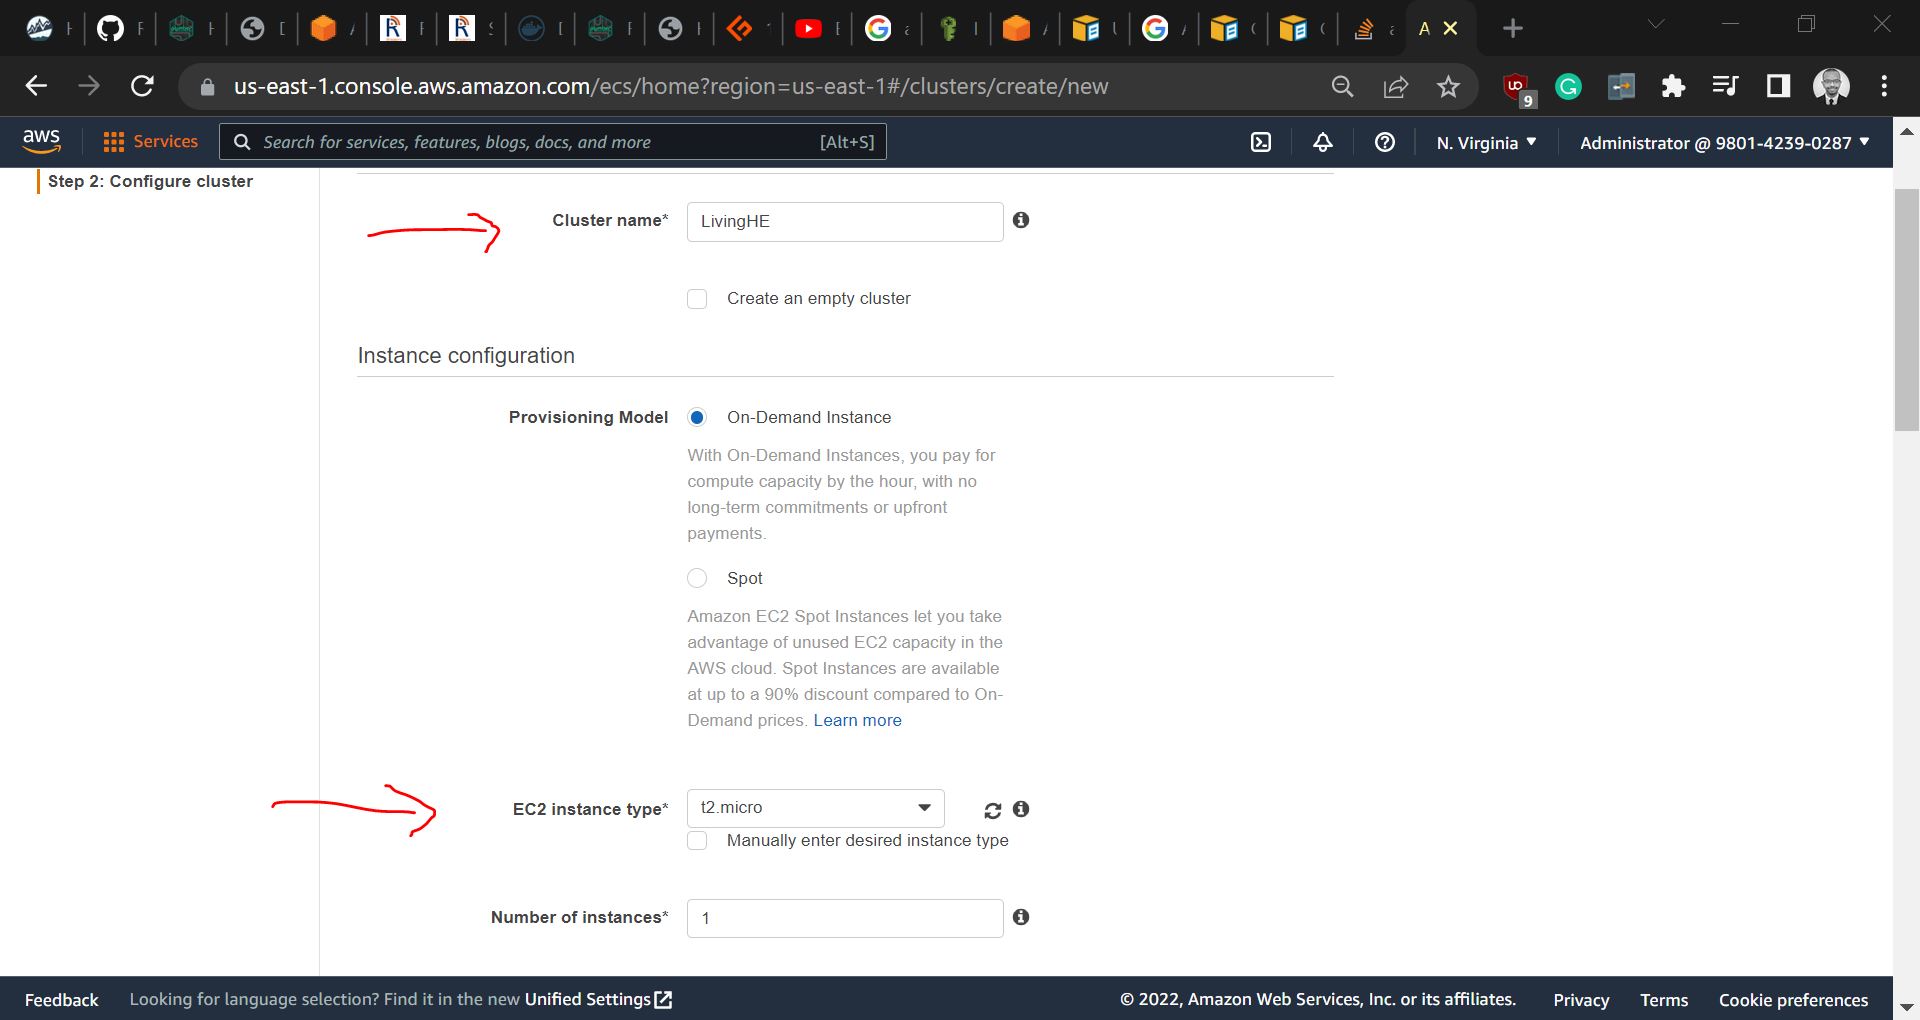 us-east-1.console.aws.amazon.com/ecs/home?region=us-east-1#/clusters/create/new
9
aws
Services
Search for services, features, blogs, docs, and more [Alt+S]
N. Virginia
Administrator @ 9801-4239-0287
Step 2: Configure cluster
Cluster name* LivingHE
Create an empty cluster
Instance configuration
Provisioning Model On-Demand Instance
With On-Demand Instances, you pay for
compute capacity by the hour, with no
long-term commitments or upfront
payments.
Spot
Amazon EC2 Spot Instances let you take
advantage of unused EC2 capacity in the
AWS cloud. Spot Instances are available
at up to a 90% discount compared to On-
Demand prices. Learn more
EC2 instance type* t2.micro
Manually enter desired instance type
Number of instances* 1
Feedback Looking for language selection? Find it in the new Unified Settings © 2022, Amazon Web Services, Inc. or its affiliates. Privacy Terms Cookie preferences